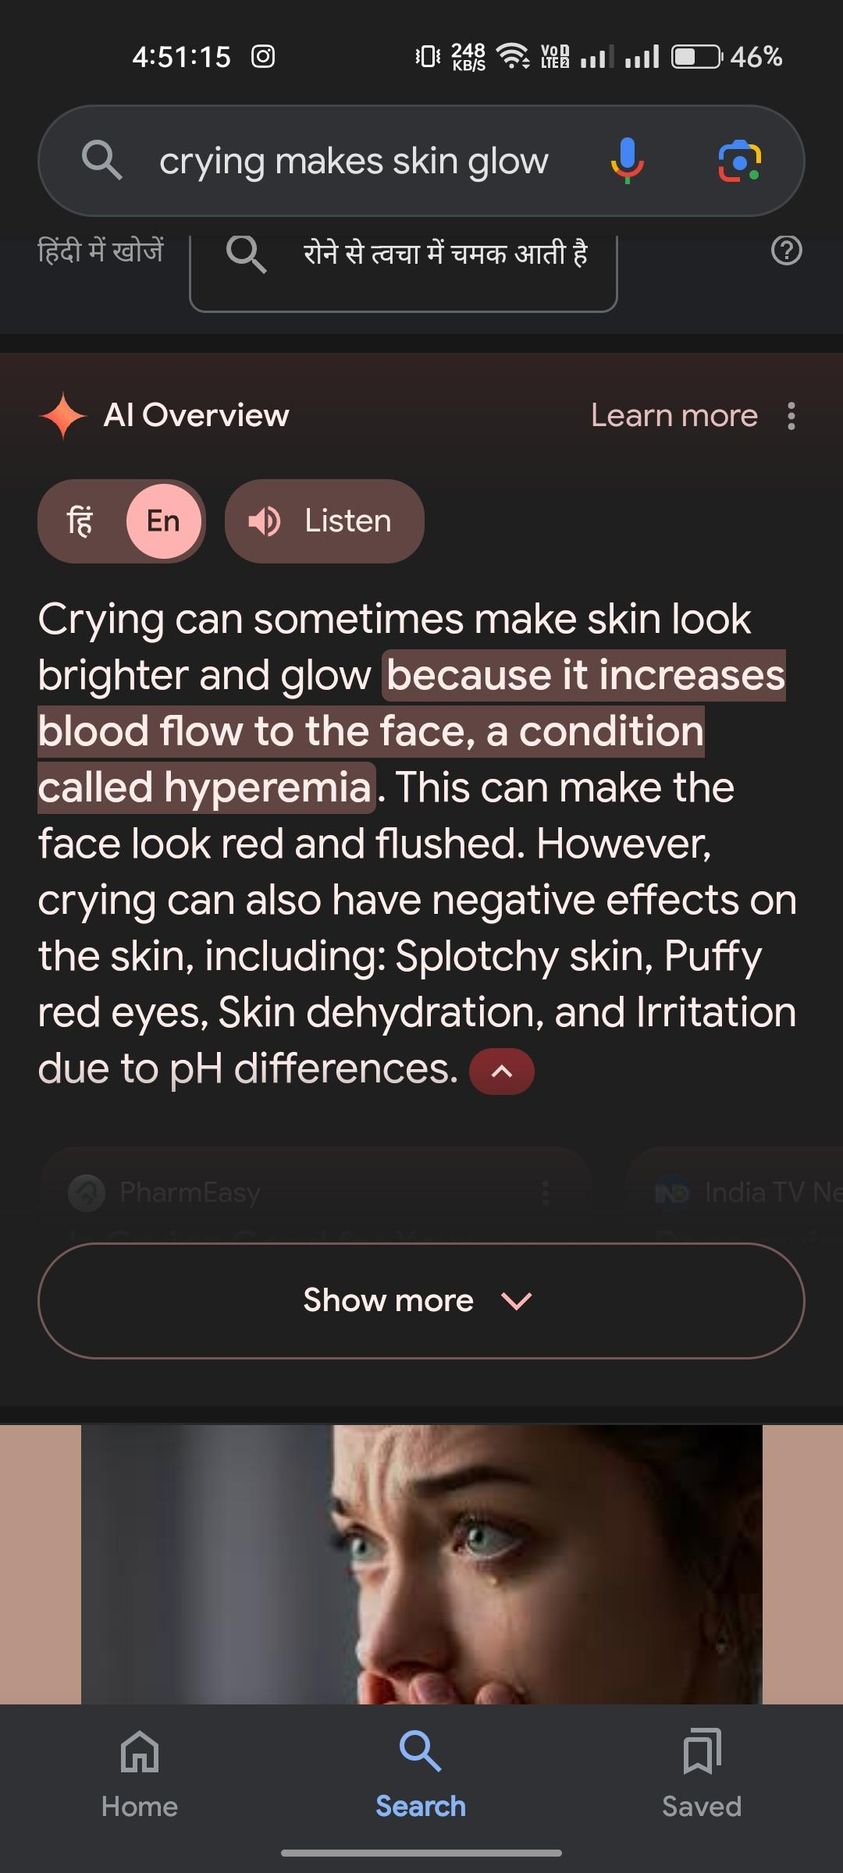 4:51:15 248 KB/S VoD LTE2 46%
crying makes skin glow
हिंदी में खोजें रोने से त्वचा में चमक आती है ?
AI Overview Learn more
हिं En Listen
Crying can sometimes make skin look
brighter and glow because it increases
blood flow to the face, a condition
called hyperemia. This can make the
face look red and flushed. However,
crying can also have negative effects on
the skin, including: Splotchy skin, Puffy
red eyes, Skin dehydration, and Irritation
due to pH differences.
PharmEasy India TV Ne
Show more
Home Search Saved